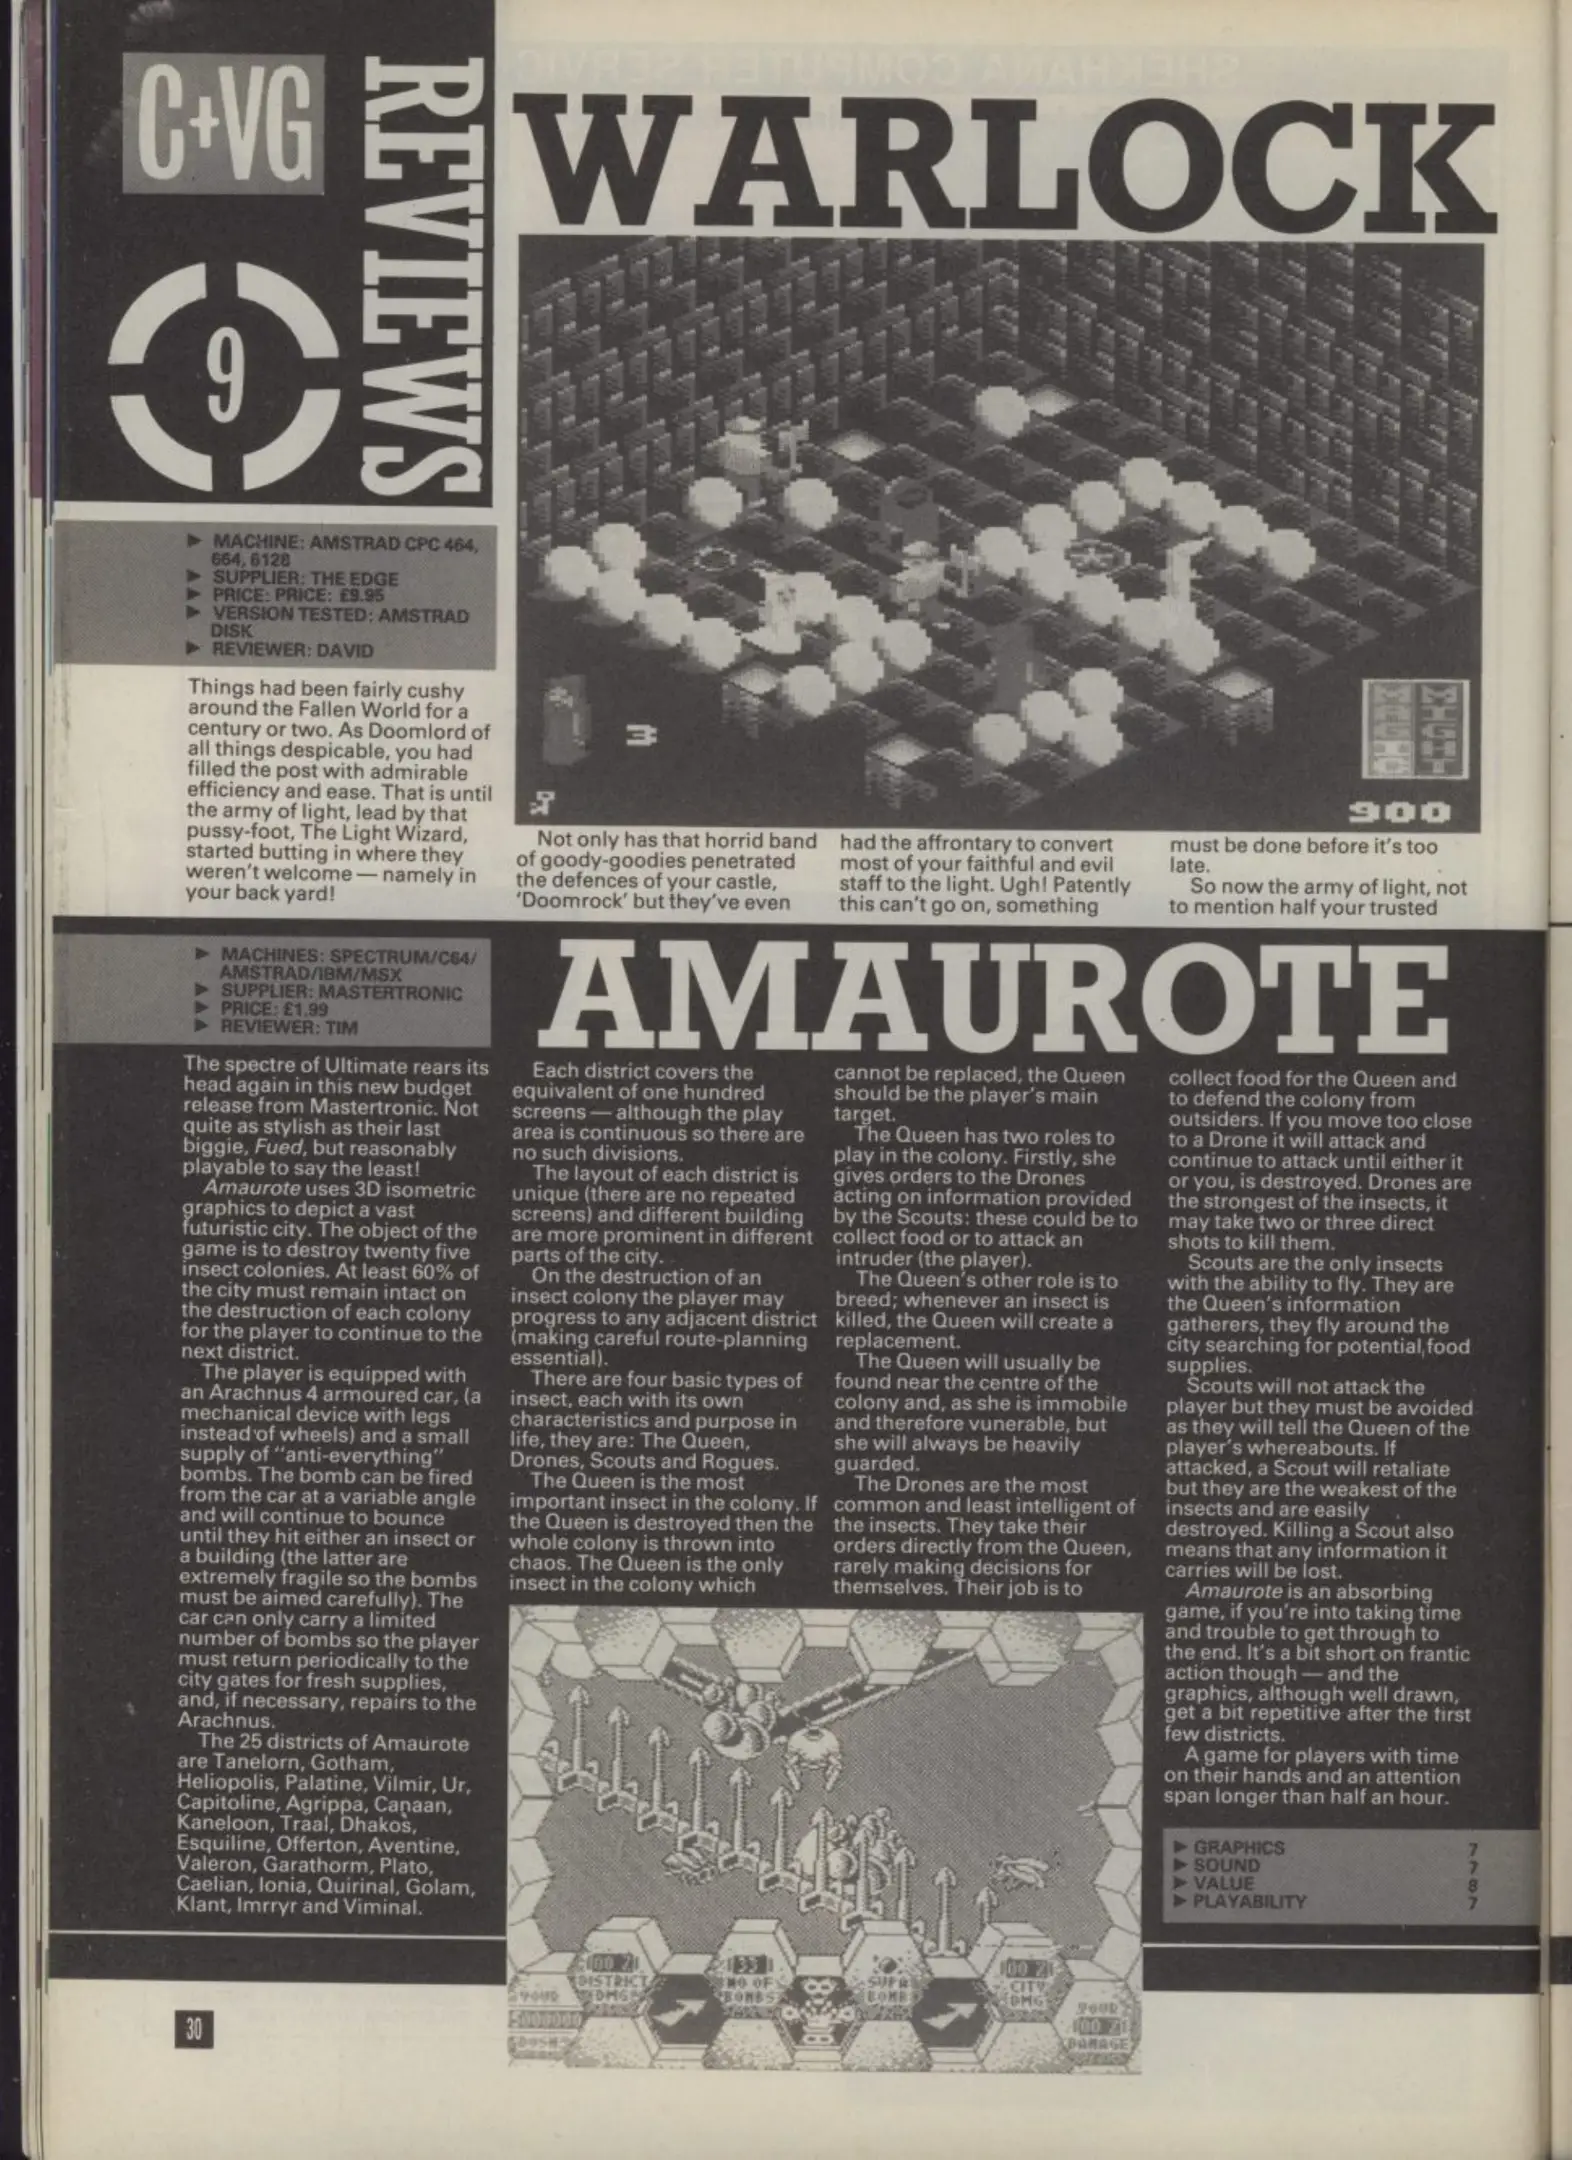 C+VG
REVIEWS
9
WARLOCK
► MACHINE: AMSTRAD CPC 464,
664, 6128
► SUPPLIER: THE EDGE
► PRICE: PRICE: £9.95
► VERSION TESTED: AMSTRAD
DISK
► REVIEWER: DAVID
Things had been fairly cushy
around the Fallen World for a
century or two. As Doomlord of
all things despicable, you had
filled the post with admirable
efficiency and ease. That is until
the army of light, lead by that
pussy-foot, The Light Wizard,
started butting in where they
weren't welcome — namely in
your back yard!
3
900
Not only has that horrid band
of goody-goodies penetrated
the defences of your castle,
'Doomrock' but they've even
had the affrontary to convert
most of your faithful and evil
staff to the light. Ugh! Patently
this can't go on, something
must be done before it's too
late.
So now the army of light, not
to mention half your trusted
AMAUROTE
► MACHINES: SPECTRUM/C64/
AMSTRAD/IBM/MSX
► SUPPLIER: MASTERTRONIC
► PRICE: £1.99
► REVIEWER: TIM
The spectre of Ultimate rears its
head again in this new budget
release from Mastertronic. Not
quite as stylish as their last
biggie, Fued, but reasonably
playable to say the least!
Amaurote uses 3D isometric
graphics to depict a vast
futuristic city. The object of the
game is to destroy twenty five
insect colonies. At least 60% of
the city must remain intact on
the destruction of each colony
for the player to continue to the
next district.
The player is equipped with
an Arachnus 4 armoured car, (a
mechanical device with legs
instead of wheels) and a small
supply of "anti-everything"
bombs. The bomb can be fired
from the car at a variable angle
and will continue to bounce
until they hit either an insect or
a building (the latter are
extremely fragile so the bombs
must be aimed carefully). The
car can only carry a limited
number of bombs so the player
must return periodically to the
city gates for fresh supplies,
and, if necessary, repairs to the
Arachnus.
The 25 districts of Amaurote
are Tanelorn, Gotham,
Heliopolis, Palatine, Vilmir, Ur,
Capitoline, Agrippa, Canaan,
Kaneloon, Traal, Dhakos,
Esquiline, Offerton, Aventine,
Valeron, Garathorm, Plato,
Caelian, Ionia, Quirinal, Golam,
Klant, Imrryr and Viminal.
Each district covers the
equivalent of one hundred
screens — although the play
area is continuous so there are
no such divisions.
The layout of each district is
unique (there are no repeated
screens) and different building
are more prominent in different
parts of the city.
On the destruction of an
insect colony the player may
progress to any adjacent district
(making careful route-planning
essential).
There are four basic types of
insect, each with its own
characteristics and purpose in
life, they are: The Queen,
Drones, Scouts and Rogues.
The Queen is the most
important insect in the colony. If
the Queen is destroyed then the
whole colony is thrown into
chaos. The Queen is the only
insect in the colony which
cannot be replaced, the Queen
should be the player's main
target.
The Queen has two roles to
play in the colony. Firstly, she
gives orders to the Drones
acting on information provided
by the Scouts: these could be to
collect food or to attack an
intruder (the player).
The Queen's other role is to
breed; whenever an insect is
killed, the Queen will create a
replacement.
The Queen will usually be
found near the centre of the
colony and, as she is immobile
and therefore vunerable, but
she will always be heavily
guarded.
The Drones are the most
common and least intelligent of
the insects. They take their
orders directly from the Queen,
rarely making decisions for
themselves. Their job is to
collect food for the Queen and
to defend the colony from
outsiders. If you move too close
to a Drone it will attack and
continue to attack until either it
or you, is destroyed. Drones are
the strongest of the insects, it
may take two or three direct
shots to kill them.
Scouts are the only insects
with the ability to fly. They are
the Queen's information
gatherers, they fly around the
city searching for potential food
supplies.
Scouts will not attack the
player but they must be avoided
as they will tell the Queen of the
player's whereabouts. If
attacked, a Scout will retaliate
but they are the weakest of the
insects and are easily
destroyed. Killing a Scout also
means that any information it
carries will be lost.
Amaurote is an absorbing
game, if you're into taking time
and trouble to get through to
the end. It's a bit short on frantic
action though — and the
graphics, although well drawn,
get a bit repetitive after the first
few districts.
A game for players with time
on their hands and an attention
span longer than half an hour.
► GRAPHICS 7
► SOUND 7
► VALUE 8
► PLAYABILITY 7
DISTRICT
DMG
33
NO OF
BOMBS
SUPA
BOMB
CITY
DMG
YOUR
YOUR
DAMAGE
30